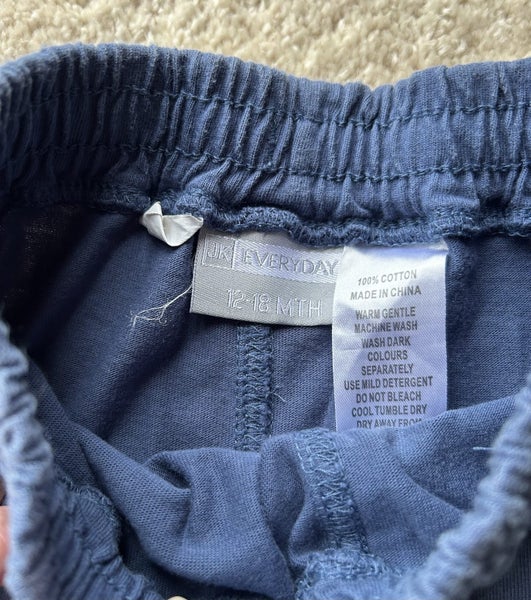 JK EVERYDAY
12-18 MTH
100% COTTON
MADE IN CHINA
WARM GENTLE
MACHINE WASH
WASH DARK
COLOURS
SEPARATELY
USE MILD DETERGENT
DO NOT BLEACH
COOL TUMBLE DRY
DRY AWAY FROM